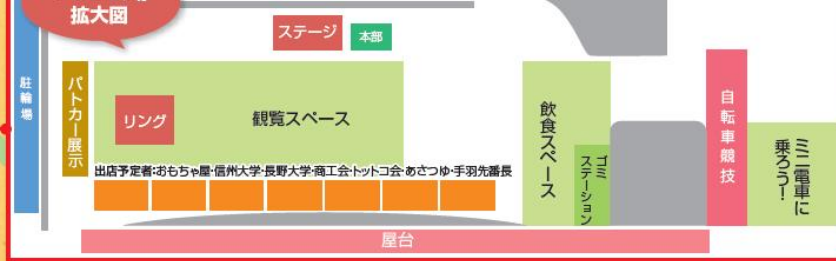 拡大図
ステージ
本部
駐輪場
パトカー展示
リング
観覧スペース
出店予定者:おもちゃ屋・信州大学・長野大学・商工会・トットコ会・あさつゆ・手羽先番長
飲食スペース
ゴミ
ステーション
自転車競技
ミニ電車に
乗ろう!
屋台